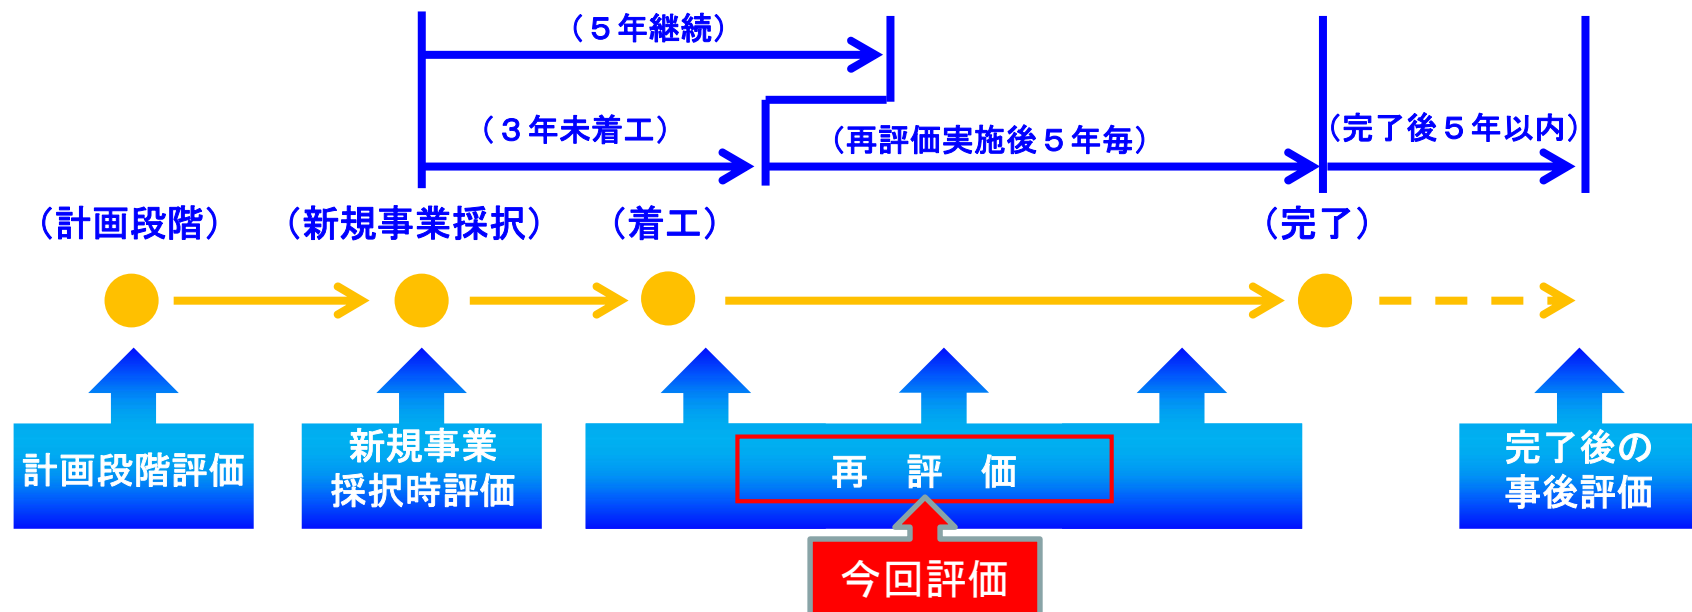 （５年継続）
（３年未着工）
（再評価実施後５年毎）
（完了後５年以内）
（計画段階）
（新規事業採択）
（着工）
（完了）
計画段階評価
新規事業
採択時評価
再　評　価
完了後の
事後評価
今回評価